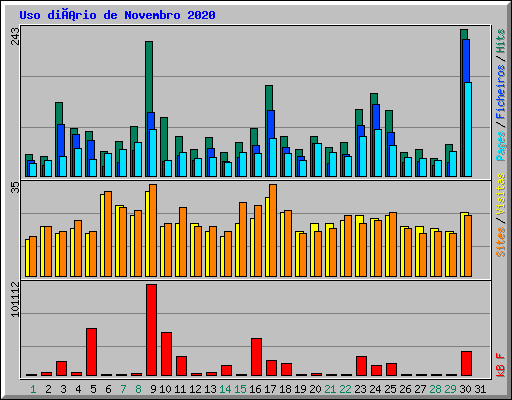 Uso diÃ¡rio de Novembro 2020
243
35
101112
Pages / Ficheiros / Hits
Sites / Visitas
kB F
1 2 3 4 5 6 7 8 9 10 11 12 13 14 15 16 17 18 19 20 21 22 23 24 25 26 27 28 29 30 31